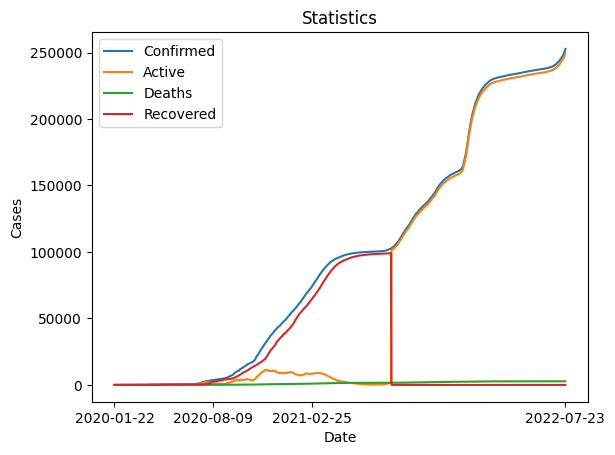 Statistics
Confirmed
Active
Deaths
Recovered
250000
200000
150000
100000
50000
0
Cases
2020-01-22 2020-08-09 2021-02-25 2022-07-23
Date